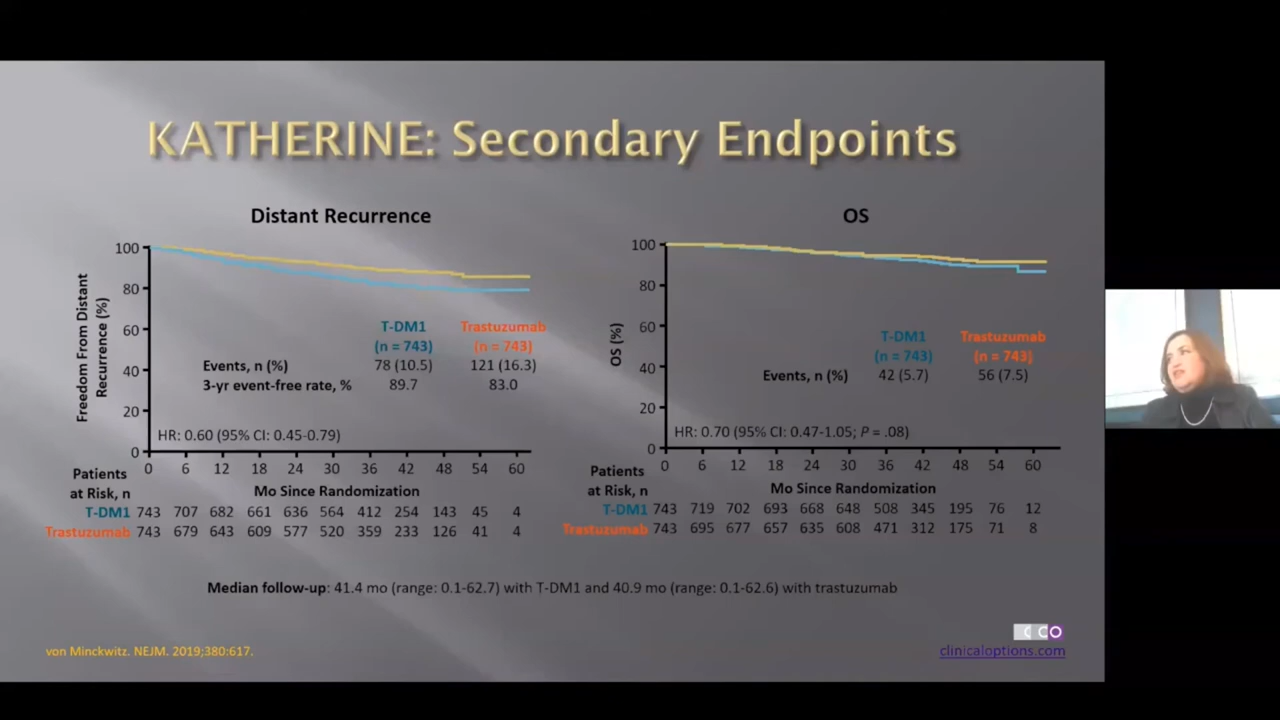 KATHERINE: Secondary Endpoints
Distant Recurrence
Freedom From Distant
Recurrence (%)
100
80
60
40
20
0
T-DM1 Trastuzumab
(n = 743) (n = 743)
Events, n (%) 78 (10.5) 121 (16.3)
3-yr event-free rate, % 89.7 83.0
HR: 0.60 (95% CI: 0.45-0.79)
0 6 12 18 24 30 36 42 48 54 60
Patients
at Risk, n
Mo Since Randomization
T-DM1 743 707 682 661 636 564 412 254 143 45 4
Trastuzumab 743 679 643 609 577 520 359 233 126 41 4
OS
OS (%)
100
80
60
40
20
0
T-DM1 Trastuzumab
(n = 743) (n = 743)
Events, n (%) 42 (5.7) 56 (7.5)
HR: 0.70 (95% CI: 0.47-1.05; P = .08)
0 6 12 18 24 30 36 42 48 54 60
Patients
at Risk, n
Mo Since Randomization
T-DM1 743 719 702 693 668 648 508 345 195 76 12
Trastuzumab 743 695 677 657 635 608 471 312 175 71 8
Median follow-up: 41.4 mo (range: 0.1-62.7) with T-DM1 and 40.9 mo (range: 0.1-62.6) with trastuzumab
von Minckwitz. NEJM. 2019;380:617.
CCO
clinicaloptions.com